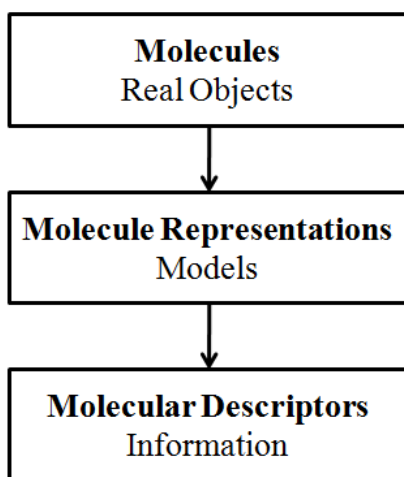 Molecules
Real Objects
Molecule Representations
Models
Molecular Descriptors
Information